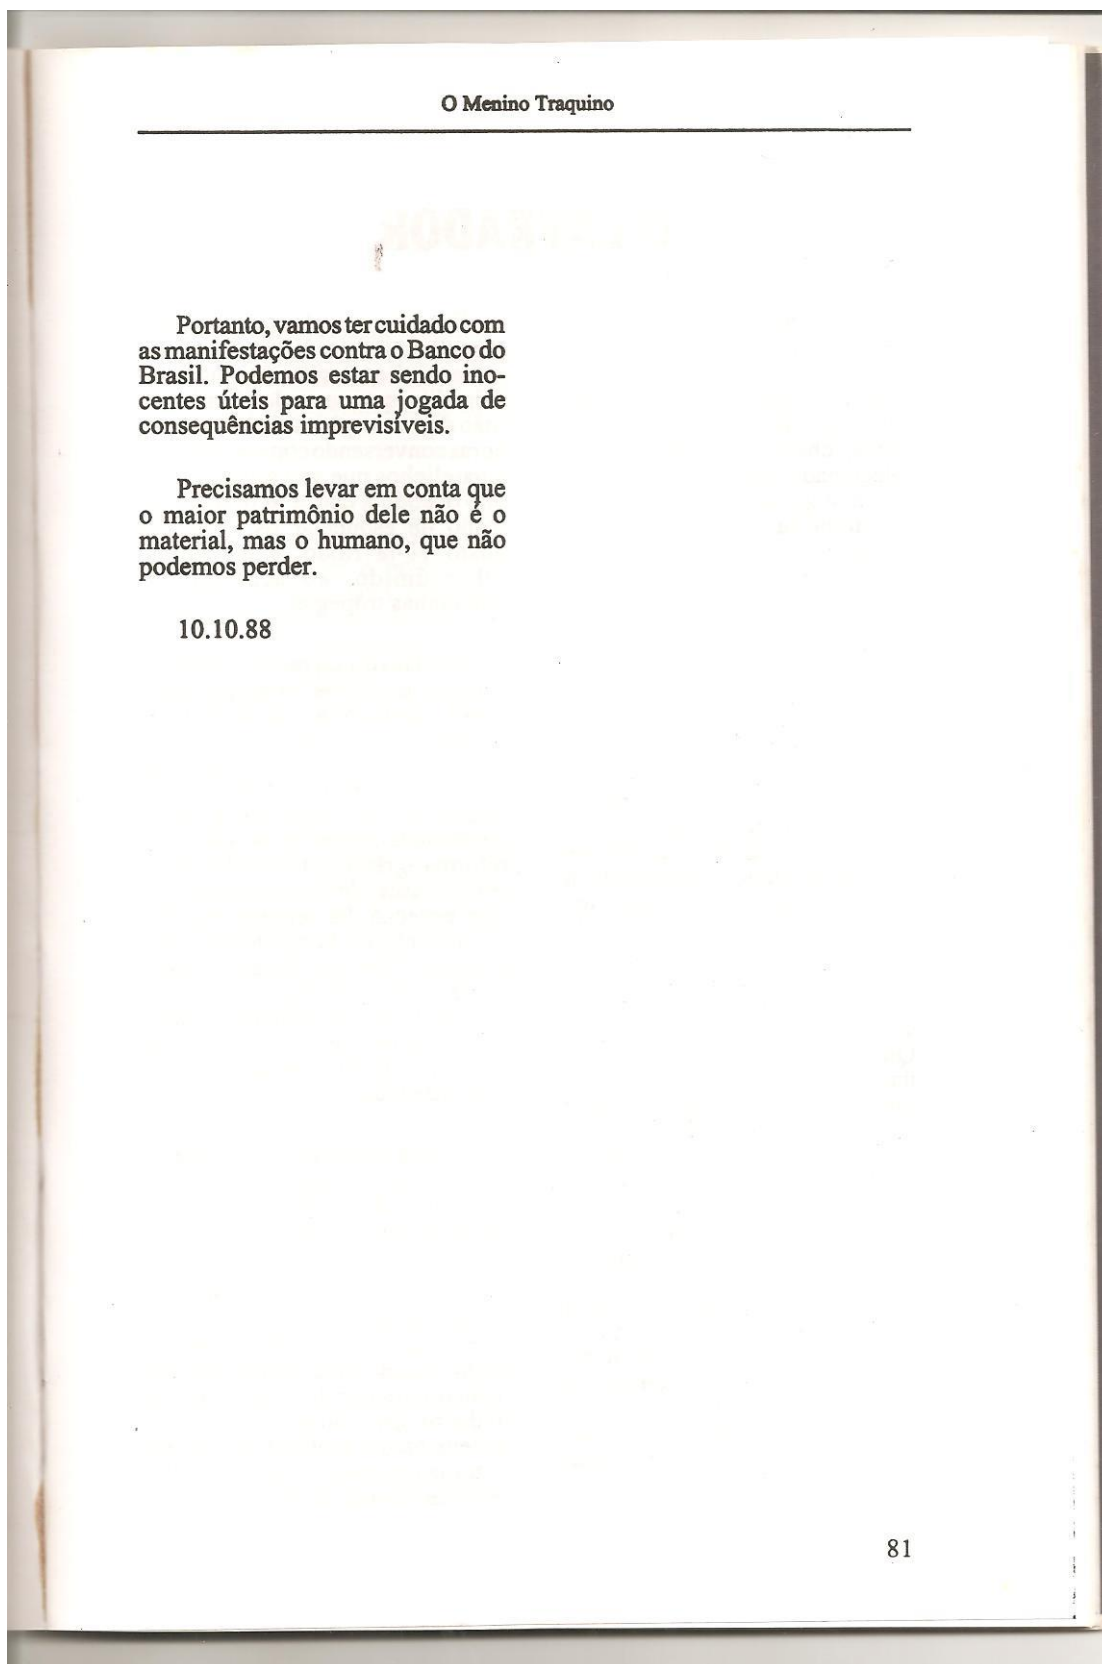 O Menino Traquino
Portanto, vamos ter cuidado com
as manifestações contra o Banco do
Brasil. Podemos estar sendo ino-
centes úteis para uma jogada de
consequências imprevisíveis.
Precisamos levar em conta que
o maior patrimônio dele não é o
material, mas o humano, que não
podemos perder.
10.10.88
81